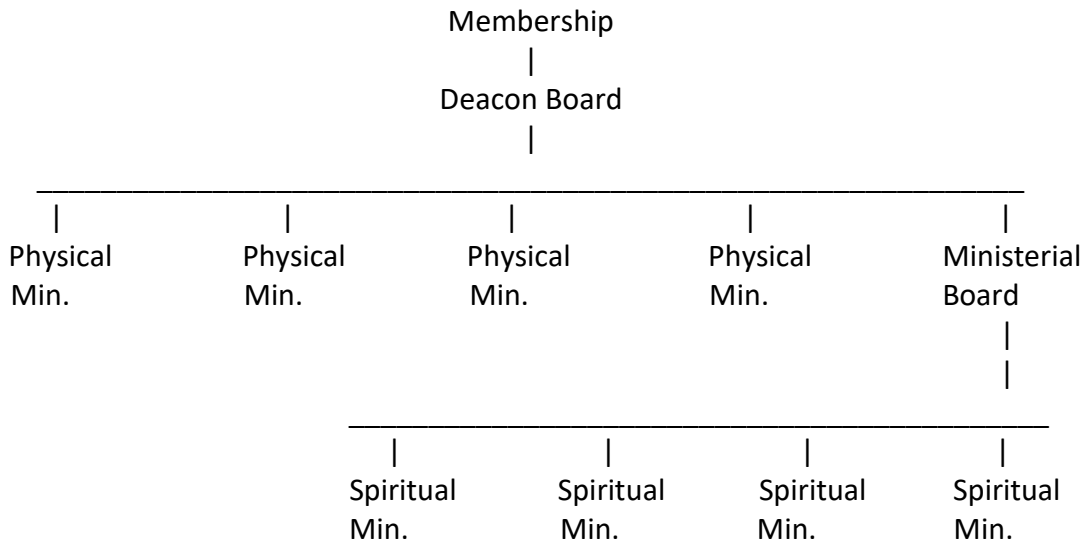 Membership
Deacon Board
Physical Physical Physical Physical Ministerial
Min. Min. Min. Min. Board
Spiritual Spiritual Spiritual Spiritual
Min. Min. Min. Min.